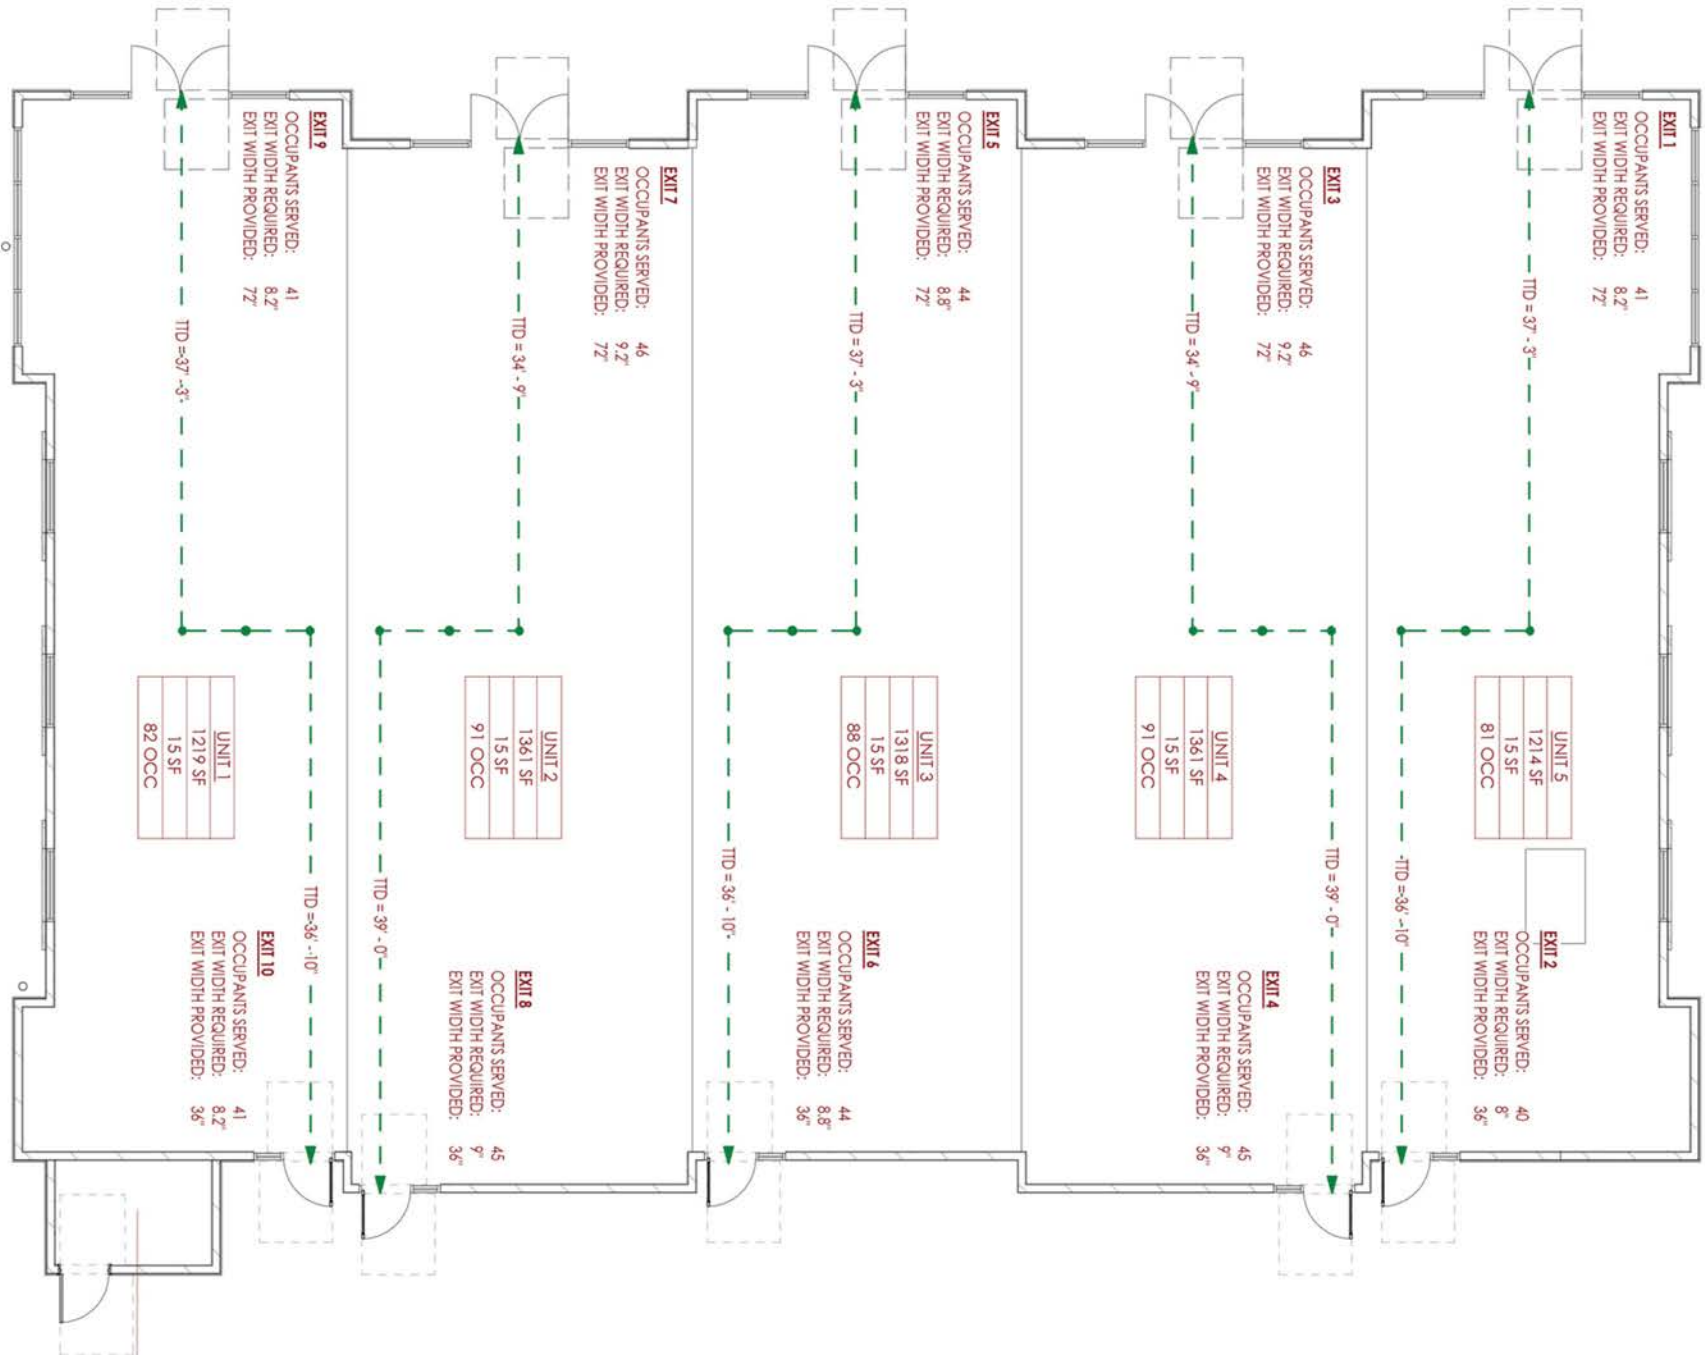 EXIT 1
OCCUPANTS SERVED: 41
EXIT WIDTH REQUIRED: 8.2"
EXIT WIDTH PROVIDED: 72"
TTD = 37' - 3"
UNIT 5
1214 SF
15 SF
81 OCC
EXIT 2
OCCUPANTS SERVED: 40
EXIT WIDTH REQUIRED: 8"
EXIT WIDTH PROVIDED: 36"
TTD = 36' - 10"
EXIT 3
OCCUPANTS SERVED: 46
EXIT WIDTH REQUIRED: 9.2"
EXIT WIDTH PROVIDED: 72"
TTD = 34' - 9"
TTD = 39' - 0"
UNIT 4
1361 SF
15 SF
91 OCC
EXIT 4
OCCUPANTS SERVED: 45
EXIT WIDTH REQUIRED: 9"
EXIT WIDTH PROVIDED: 36"
EXIT 5
OCCUPANTS SERVED: 44
EXIT WIDTH REQUIRED: 8.8"
EXIT WIDTH PROVIDED: 72"
TTD = 37' - 3"
UNIT 3
1318 SF
15 SF
88 OCC
EXIT 6
OCCUPANTS SERVED: 44
EXIT WIDTH REQUIRED: 8.8"
EXIT WIDTH PROVIDED: 36"
TTD = 36' - 10"
EXIT 7
OCCUPANTS SERVED: 46
EXIT WIDTH REQUIRED: 9.2"
EXIT WIDTH PROVIDED: 72"
TTD = 34' - 9"
UNIT 2
1361 SF
15 SF
91 OCC
EXIT 8
OCCUPANTS SERVED: 45
EXIT WIDTH REQUIRED: 9"
EXIT WIDTH PROVIDED: 36"
TTD = 39' - 0"
EXIT 9
OCCUPANTS SERVED: 41
EXIT WIDTH REQUIRED: 8.2"
EXIT WIDTH PROVIDED: 72"
TTD = 37' - 3"
TTD = 36' - 10"
UNIT 1
1219 SF
15 SF
82 OCC
EXIT 10
OCCUPANTS SERVED: 41
EXIT WIDTH REQUIRED: 8.2"
EXIT WIDTH PROVIDED: 36"